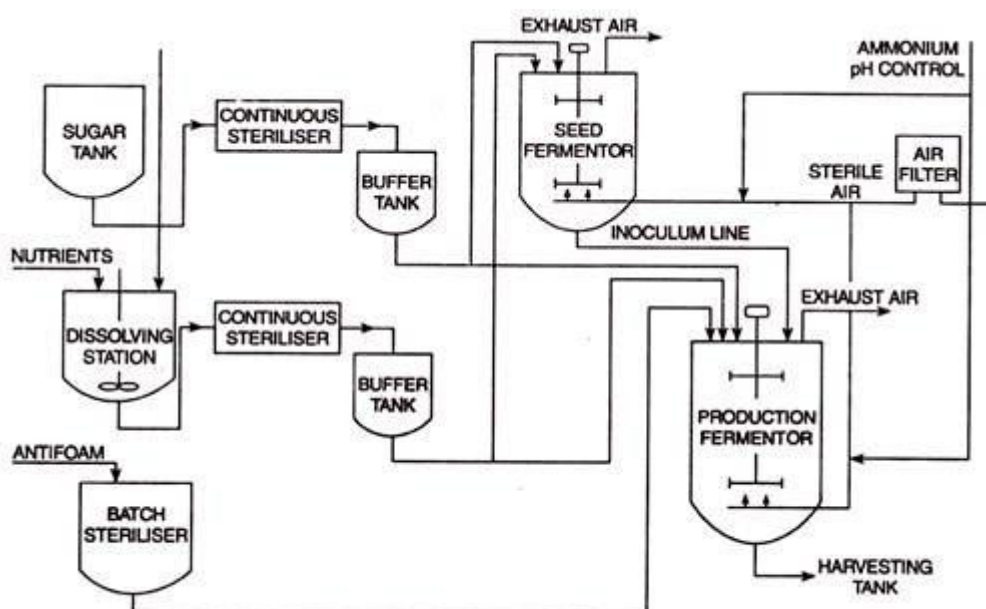 EXHAUST AIR
AMMONIUM
pH CONTROL
SUGAR
TANK
CONTINUOUS
STERILISER
BUFFER
TANK
SEED
FERMENTOR
STERILE
AIR
AIR
FILTER
INOCULUM LINE
NUTRIENTS
DISSOLVING
STATION
CONTINUOUS
STERILISER
BUFFER
TANK
EXHAUST AIR
PRODUCTION
FERMENTOR
ANTIFOAM
BATCH
STERILISER
HARVESTING
TANK